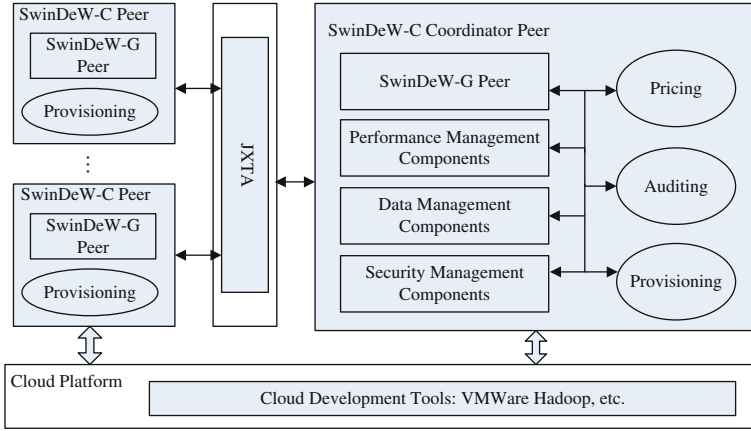 SwinDeW-C Peer
SwinDeW-G
Peer
Provisioning
...
SwinDeW-C Peer
SwinDeW-G
Peer
Provisioning
JXTA
SwinDeW-C Coordinator Peer
SwinDeW-G Peer
Performance Management
Components
Data Management
Components
Security Management
Components
Pricing
Auditing
Provisioning
Cloud Platform
Cloud Development Tools: VMWare Hadoop, etc.